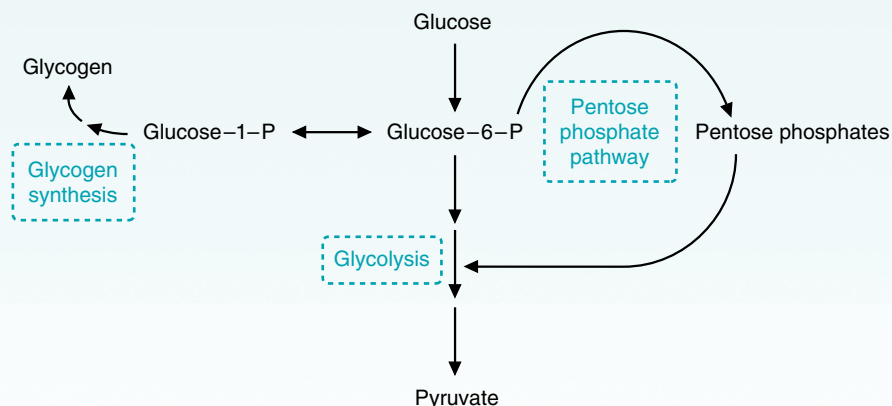 Glucose
Glycogen
Glucose–1–P
Glucose–6–P
Pentose
phosphate
pathway
Pentose phosphates
Glycogen
synthesis
Glycolysis
Pyruvate